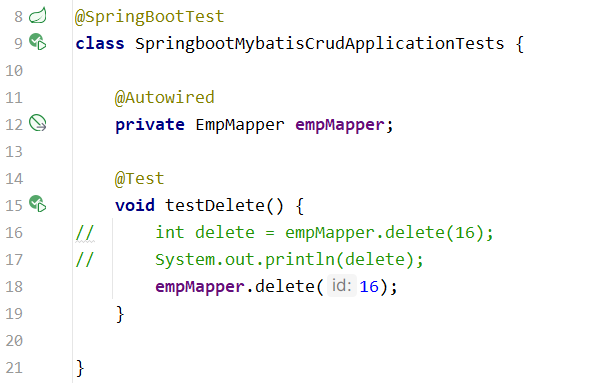 8 @SpringBootTest
9 class SpringbootMybatisCrudApplicationTests {
10
11     @Autowired
12     private EmpMapper empMapper;
13
14     @Test
15     void testDelete() {
16 //      int delete = empMapper.delete(16);
17 //      System.out.println(delete);
18         empMapper.delete( id: 16);
19     }
20
21 }